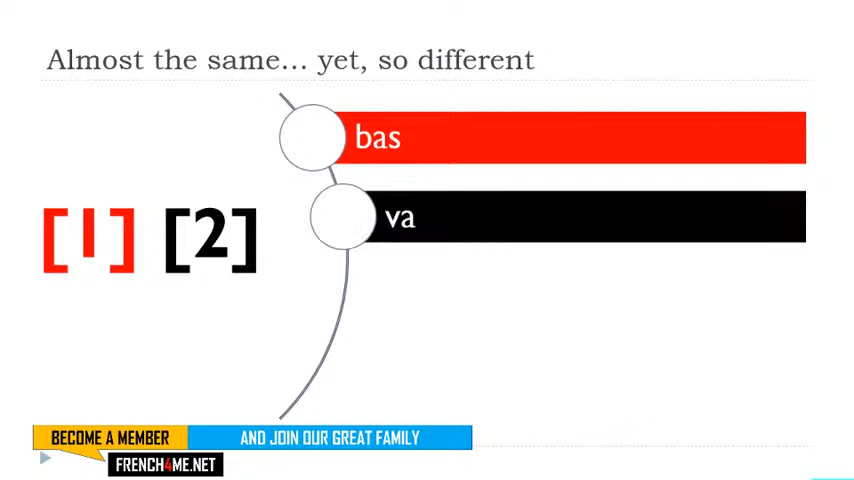 Almost the same... yet, so different
bas
va
[1] [2]
BECOME A MEMBER
AND JOIN OUR GREAT FAMILY
FRENCH4ME.NET